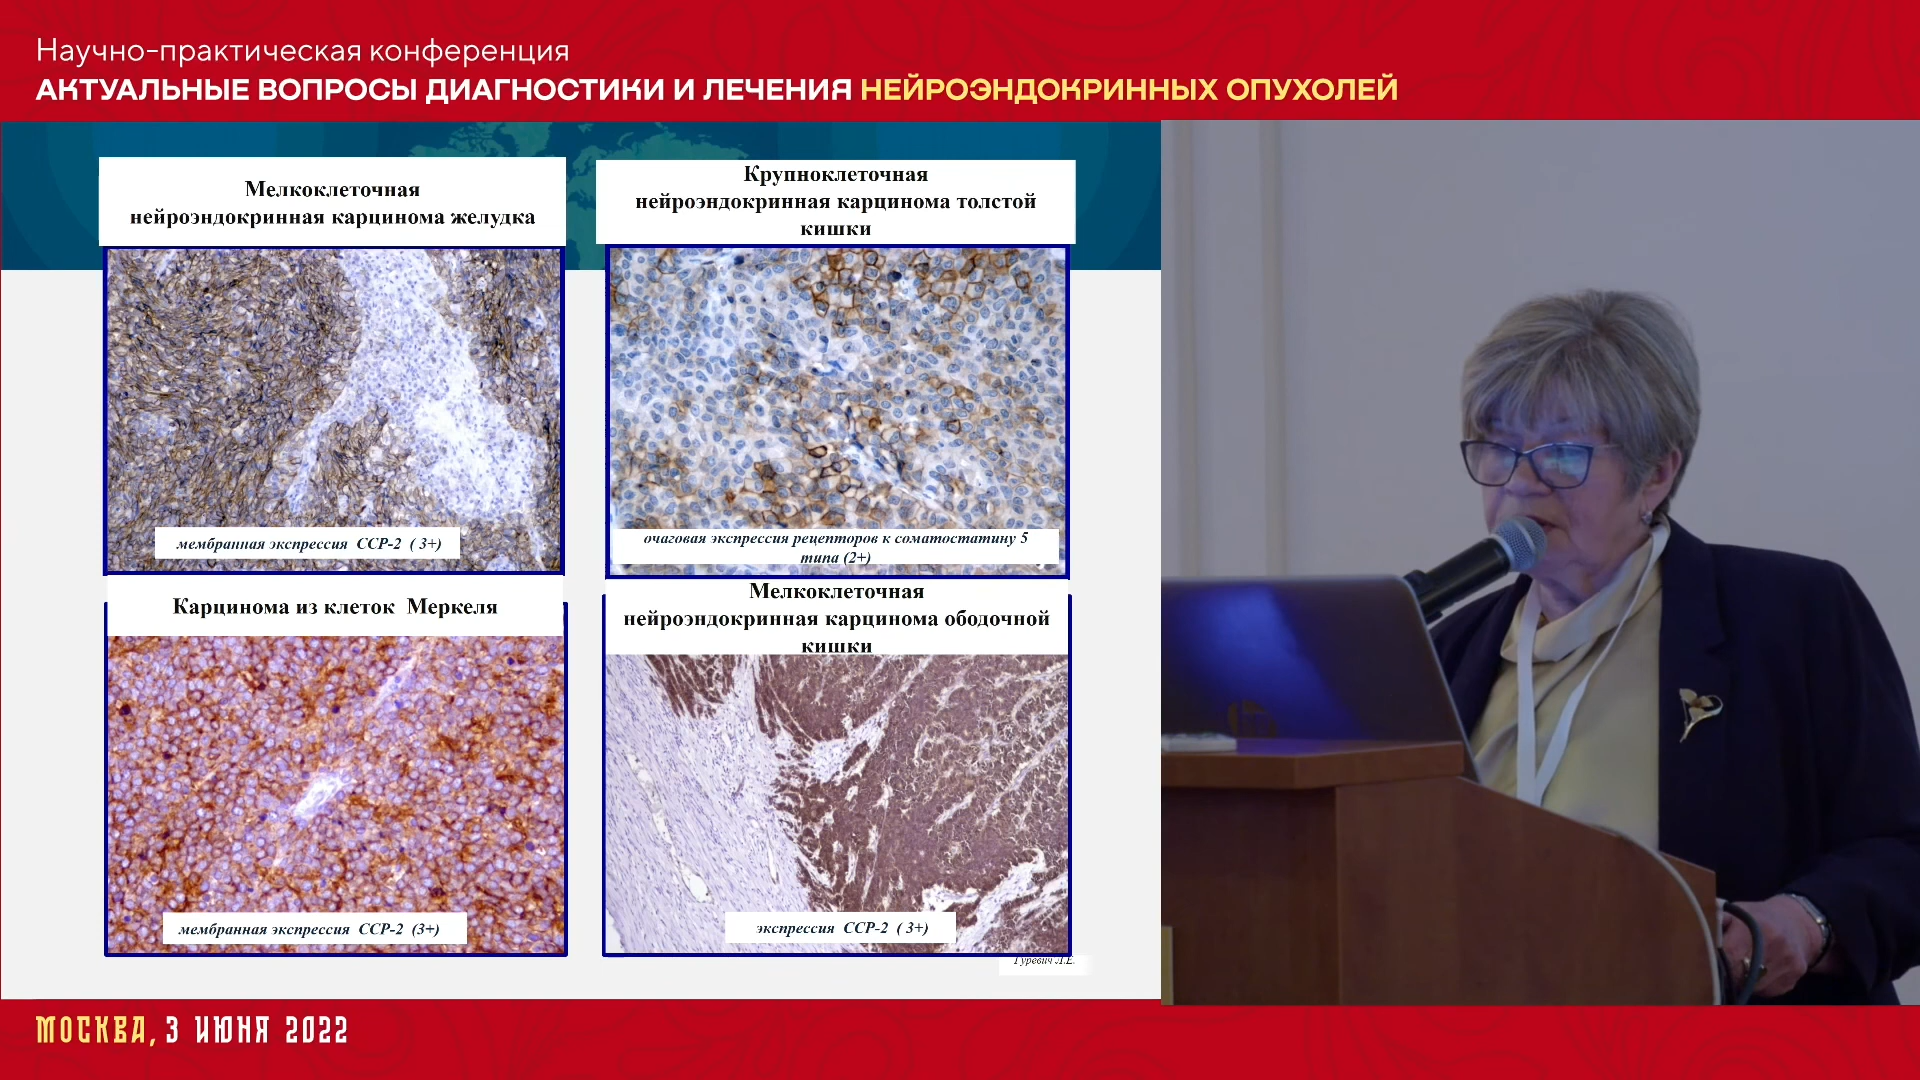 Научно-практическая конференция
АКТУАЛЬНЫЕ ВОПРОСЫ ДИАГНОСТИКИ И ЛЕЧЕНИЯ НЕЙРОЭНДОКРИННЫХ ОПУХОЛЕЙ
Мелкоклеточная
нейроэндокринная карцинома желудка
мембранная экспрессия ССР-2 ( 3+)
Крупноклеточная
нейроэндокринная карцинома толстой
кишки
очаговая экспрессия рецепторов к соматостатину 5
типа (2+)
Карцинома из клеток Меркеля
мембранная экспрессия ССР-2 (3+)
Мелкоклеточная
нейроэндокринная карцинома ободочной
кишки
экспрессия ССР-2 ( 3+)
Гуревич Л.Е.
МОСКВА, 3 ИЮНЯ 2022